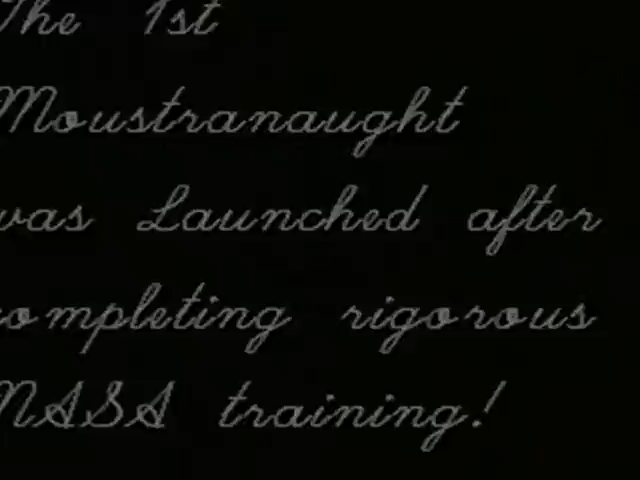 The 1st
Moustranaught
was Launched after
completing rigorous
NASA training!